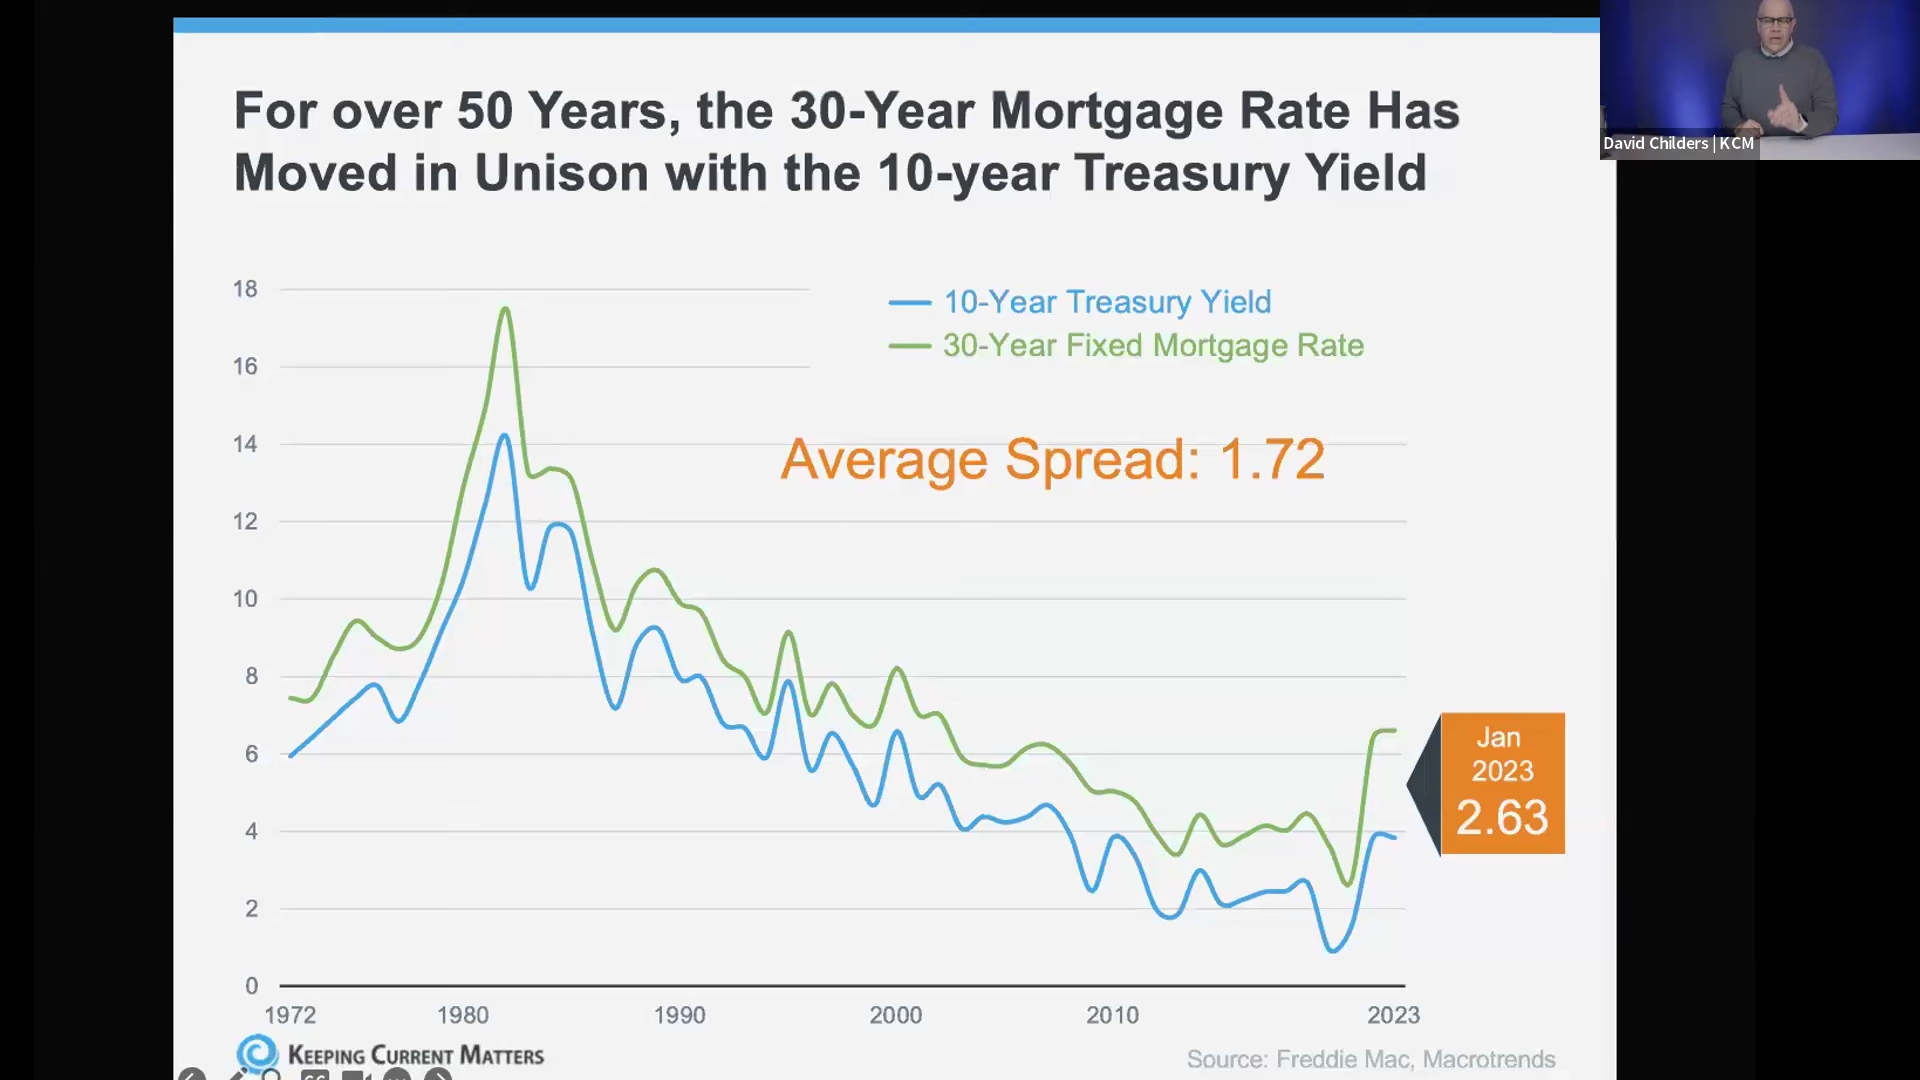 For over 50 Years, the 30-Year Mortgage Rate Has
Moved in Unison with the 10-year Treasury Yield
David Childers | KCM
10-Year Treasury Yield
30-Year Fixed Mortgage Rate
Average Spread: 1.72
18
16
14
12
10
8
6
4
2
0
1972
1980
1990
2000
2010
2023
Jan
2023
2.63
KEEPING CURRENT MATTERS
Source: Freddie Mac, Macrotrends